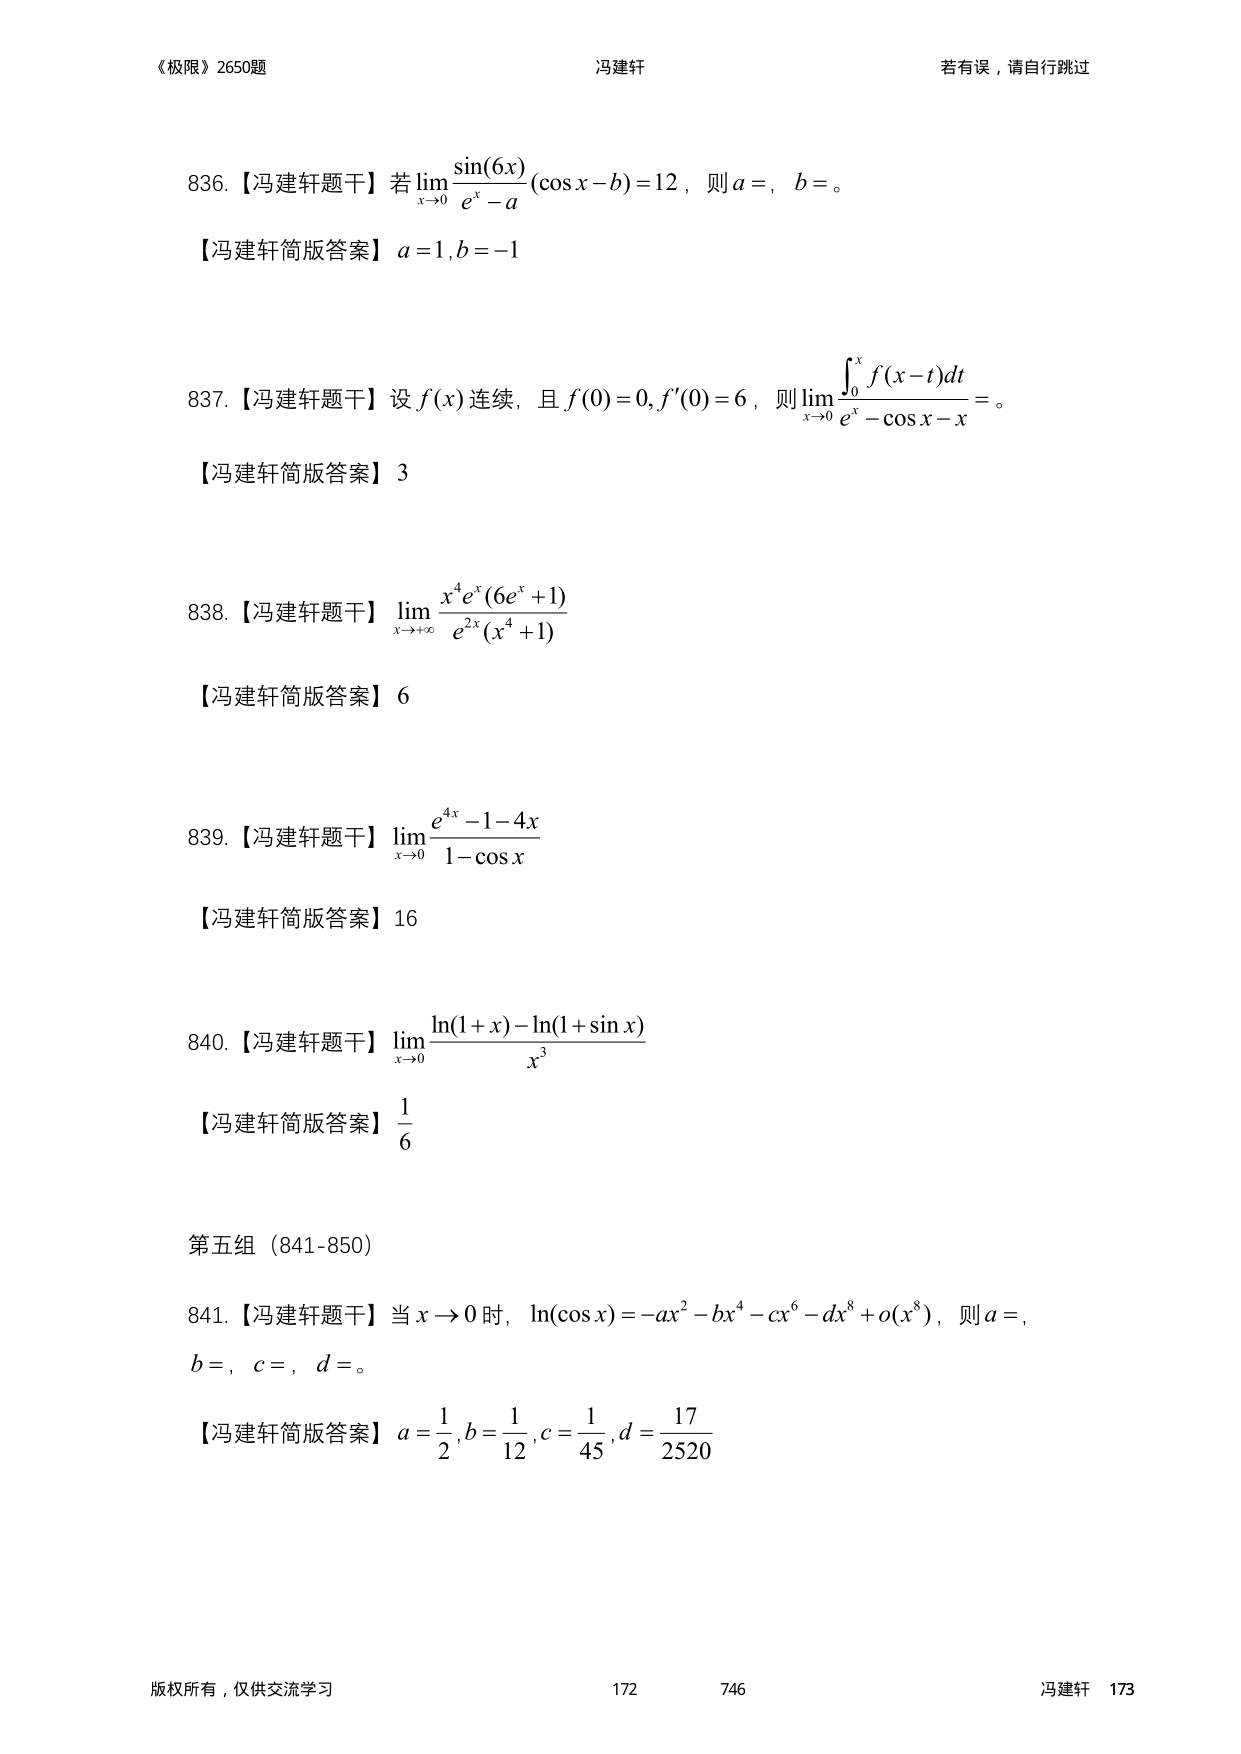 《极限》2650题 冯建轩 若有误，请自行跳过
836.【冯建轩题干】若 lim_{x→0} \frac{sin(6x)}{e^x − a}(cos x − b) = 12，则 a =，b = 。
【冯建轩简版答案】 a = 1, b = −1
837.【冯建轩题干】设 f(x) 连续，且 f(0) = 0, f′(0) = 6，则 lim_{x→0} \frac{∫_0^x f(x − t)dt}{e^x − cos x − x} = 。
【冯建轩简版答案】 3
838.【冯建轩题干】 lim_{x→+∞} \frac{x^4 e^x (6e^x + 1)}{e^{2x} (x^4 + 1)}
【冯建轩简版答案】 6
839.【冯建轩题干】 lim_{x→0} \frac{e^{4x} − 1 − 4x}{1 − cos x}
【冯建轩简版答案】16
840.【冯建轩题干】 lim_{x→0} \frac{ln(1 + x) − ln(1 + sin x)}{x^3}
【冯建轩简版答案】 \frac{1}{6}
第五组（841-850）
841.【冯建轩题干】当 x → 0 时，ln(cos x) = −ax^2 − bx^4 − cx^6 − dx^8 + o(x^8)，则 a =，
b =，c =，d = 。
【冯建轩简版答案】 a = \frac{1}{2}, b = \frac{1}{12}, c = \frac{1}{45}, d = \frac{17}{2520}
版权所有，仅供交流学习 172 746 冯建轩 173